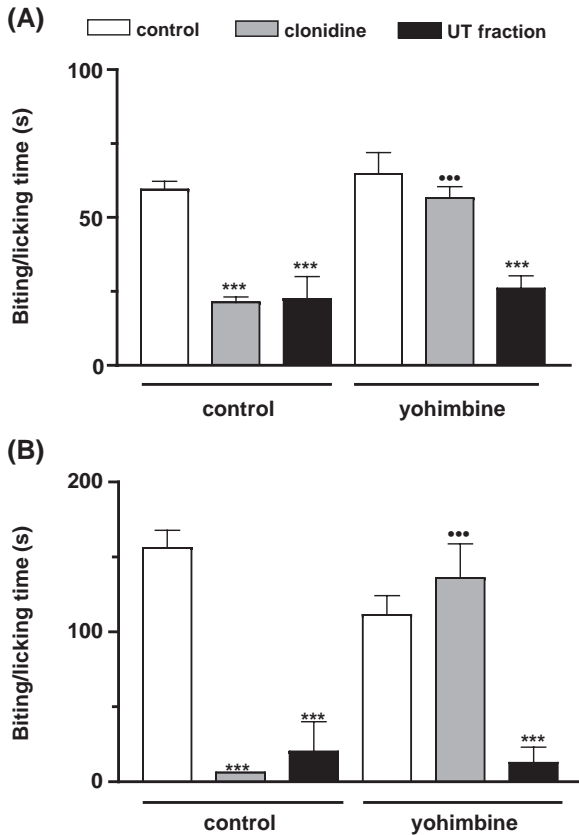 (A)
control clonidine UT fraction
100
Biting/licking time (s)
•••
50
*** *** ***
0
control yohimbine
(B)
200
Biting/licking time (s)
•••
100
*** *** ***
0
control yohimbine